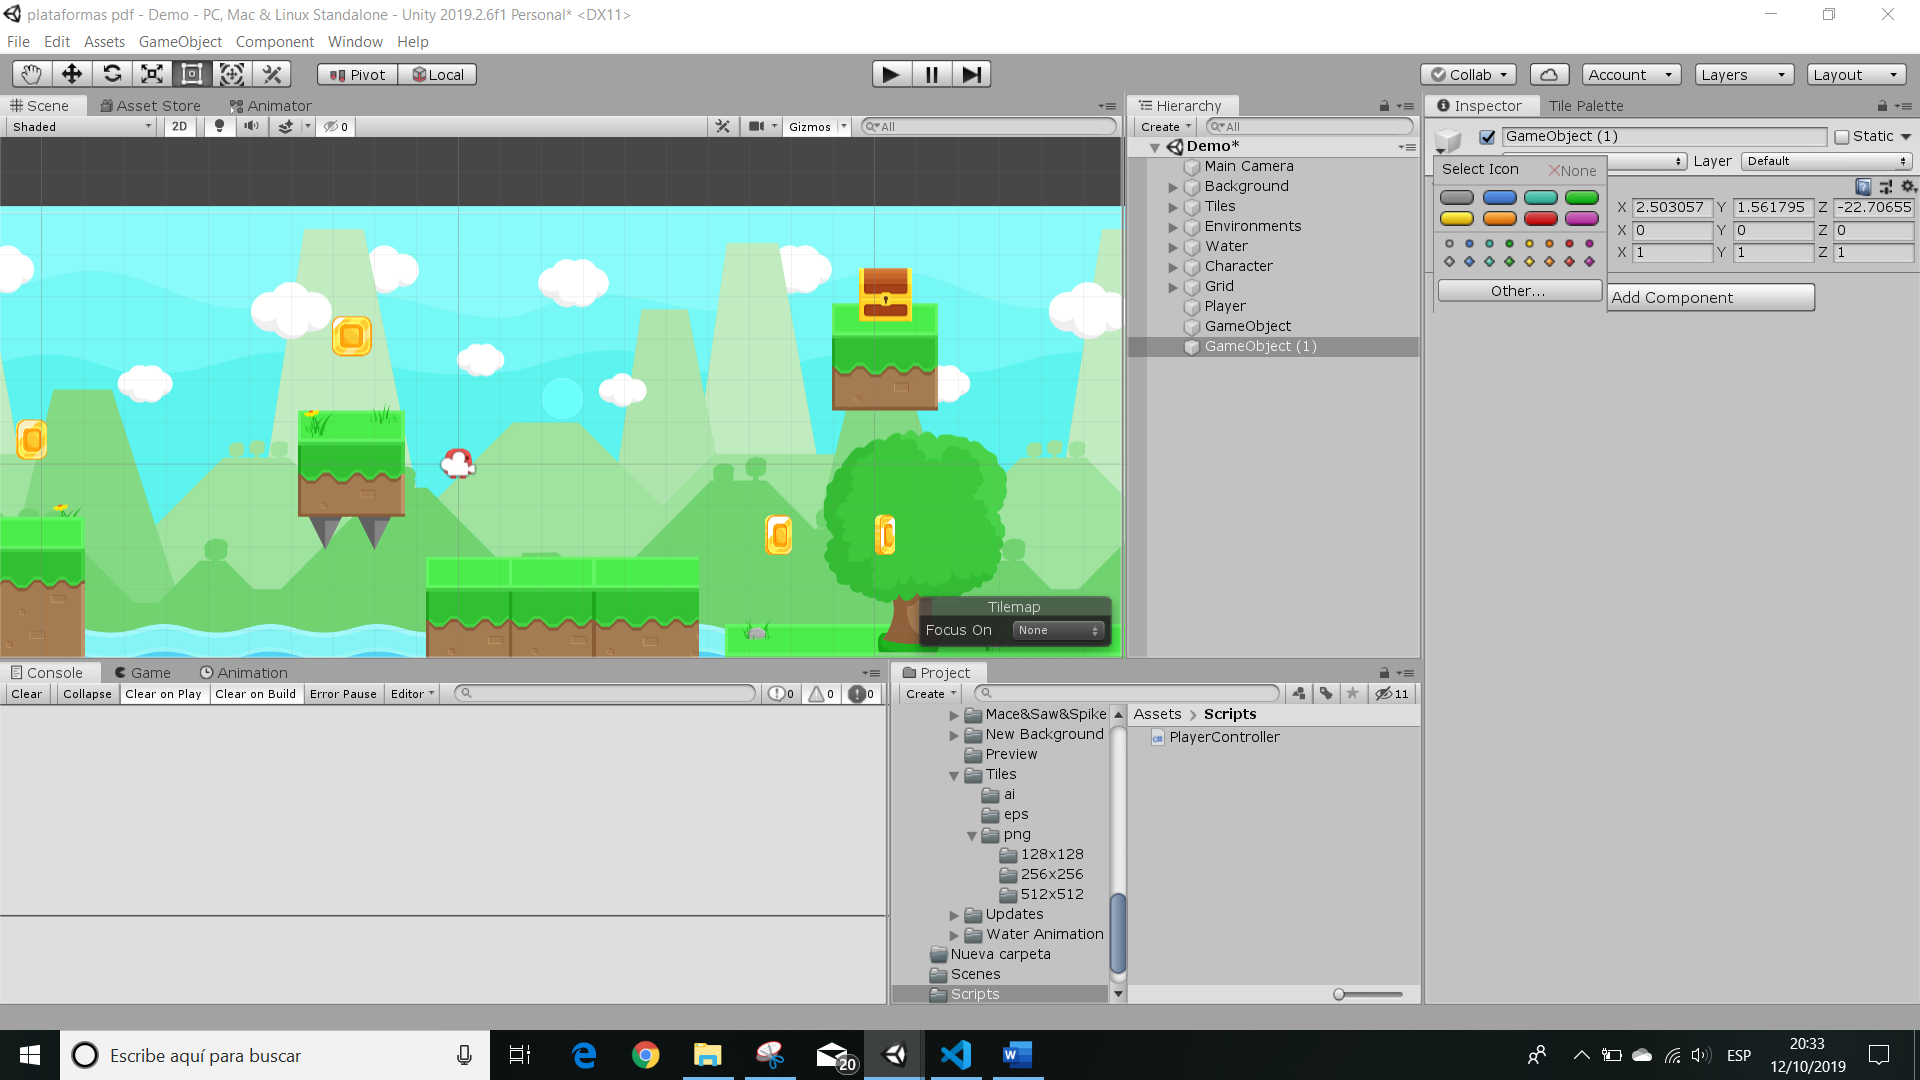 plataformas pdf - Demo - PC, Mac & Linux Standalone - Unity 2019.2.6f1 Personal* <DX11>
File Edit Assets GameObject Component Window Help
Pivot Local
Collab Account Layers Layout
Scene Asset Store Animator
Shaded 2D 0 Gizmos All
Tilemap
Focus On None
Hierarchy
Create All
Demo*
Main Camera
Background
Tiles
Environments
Water
Character
Grid
Player
GameObject
GameObject (1)
Inspector Tile Palette
GameObject (1) Static
Layer Default
Select Icon None
X 2.503057 Y 1.561795 Z -22.70655
X 0 Y 0 Z 0
X 1 Y 1 Z 1
Other...
Add Component
Console Game Animation
Clear Collapse Clear on Play Clear on Build Error Pause Editor 0 0 0
Project
Create 11
Mace&Saw&Spike
New Background
Preview
Tiles
ai
eps
png
128x128
256x256
512x512
Updates
Water Animation
Nueva carpeta
Scenes
Scripts
Assets > Scripts
PlayerController
Escribe aquí para buscar
20
ESP
20:33
12/10/2019